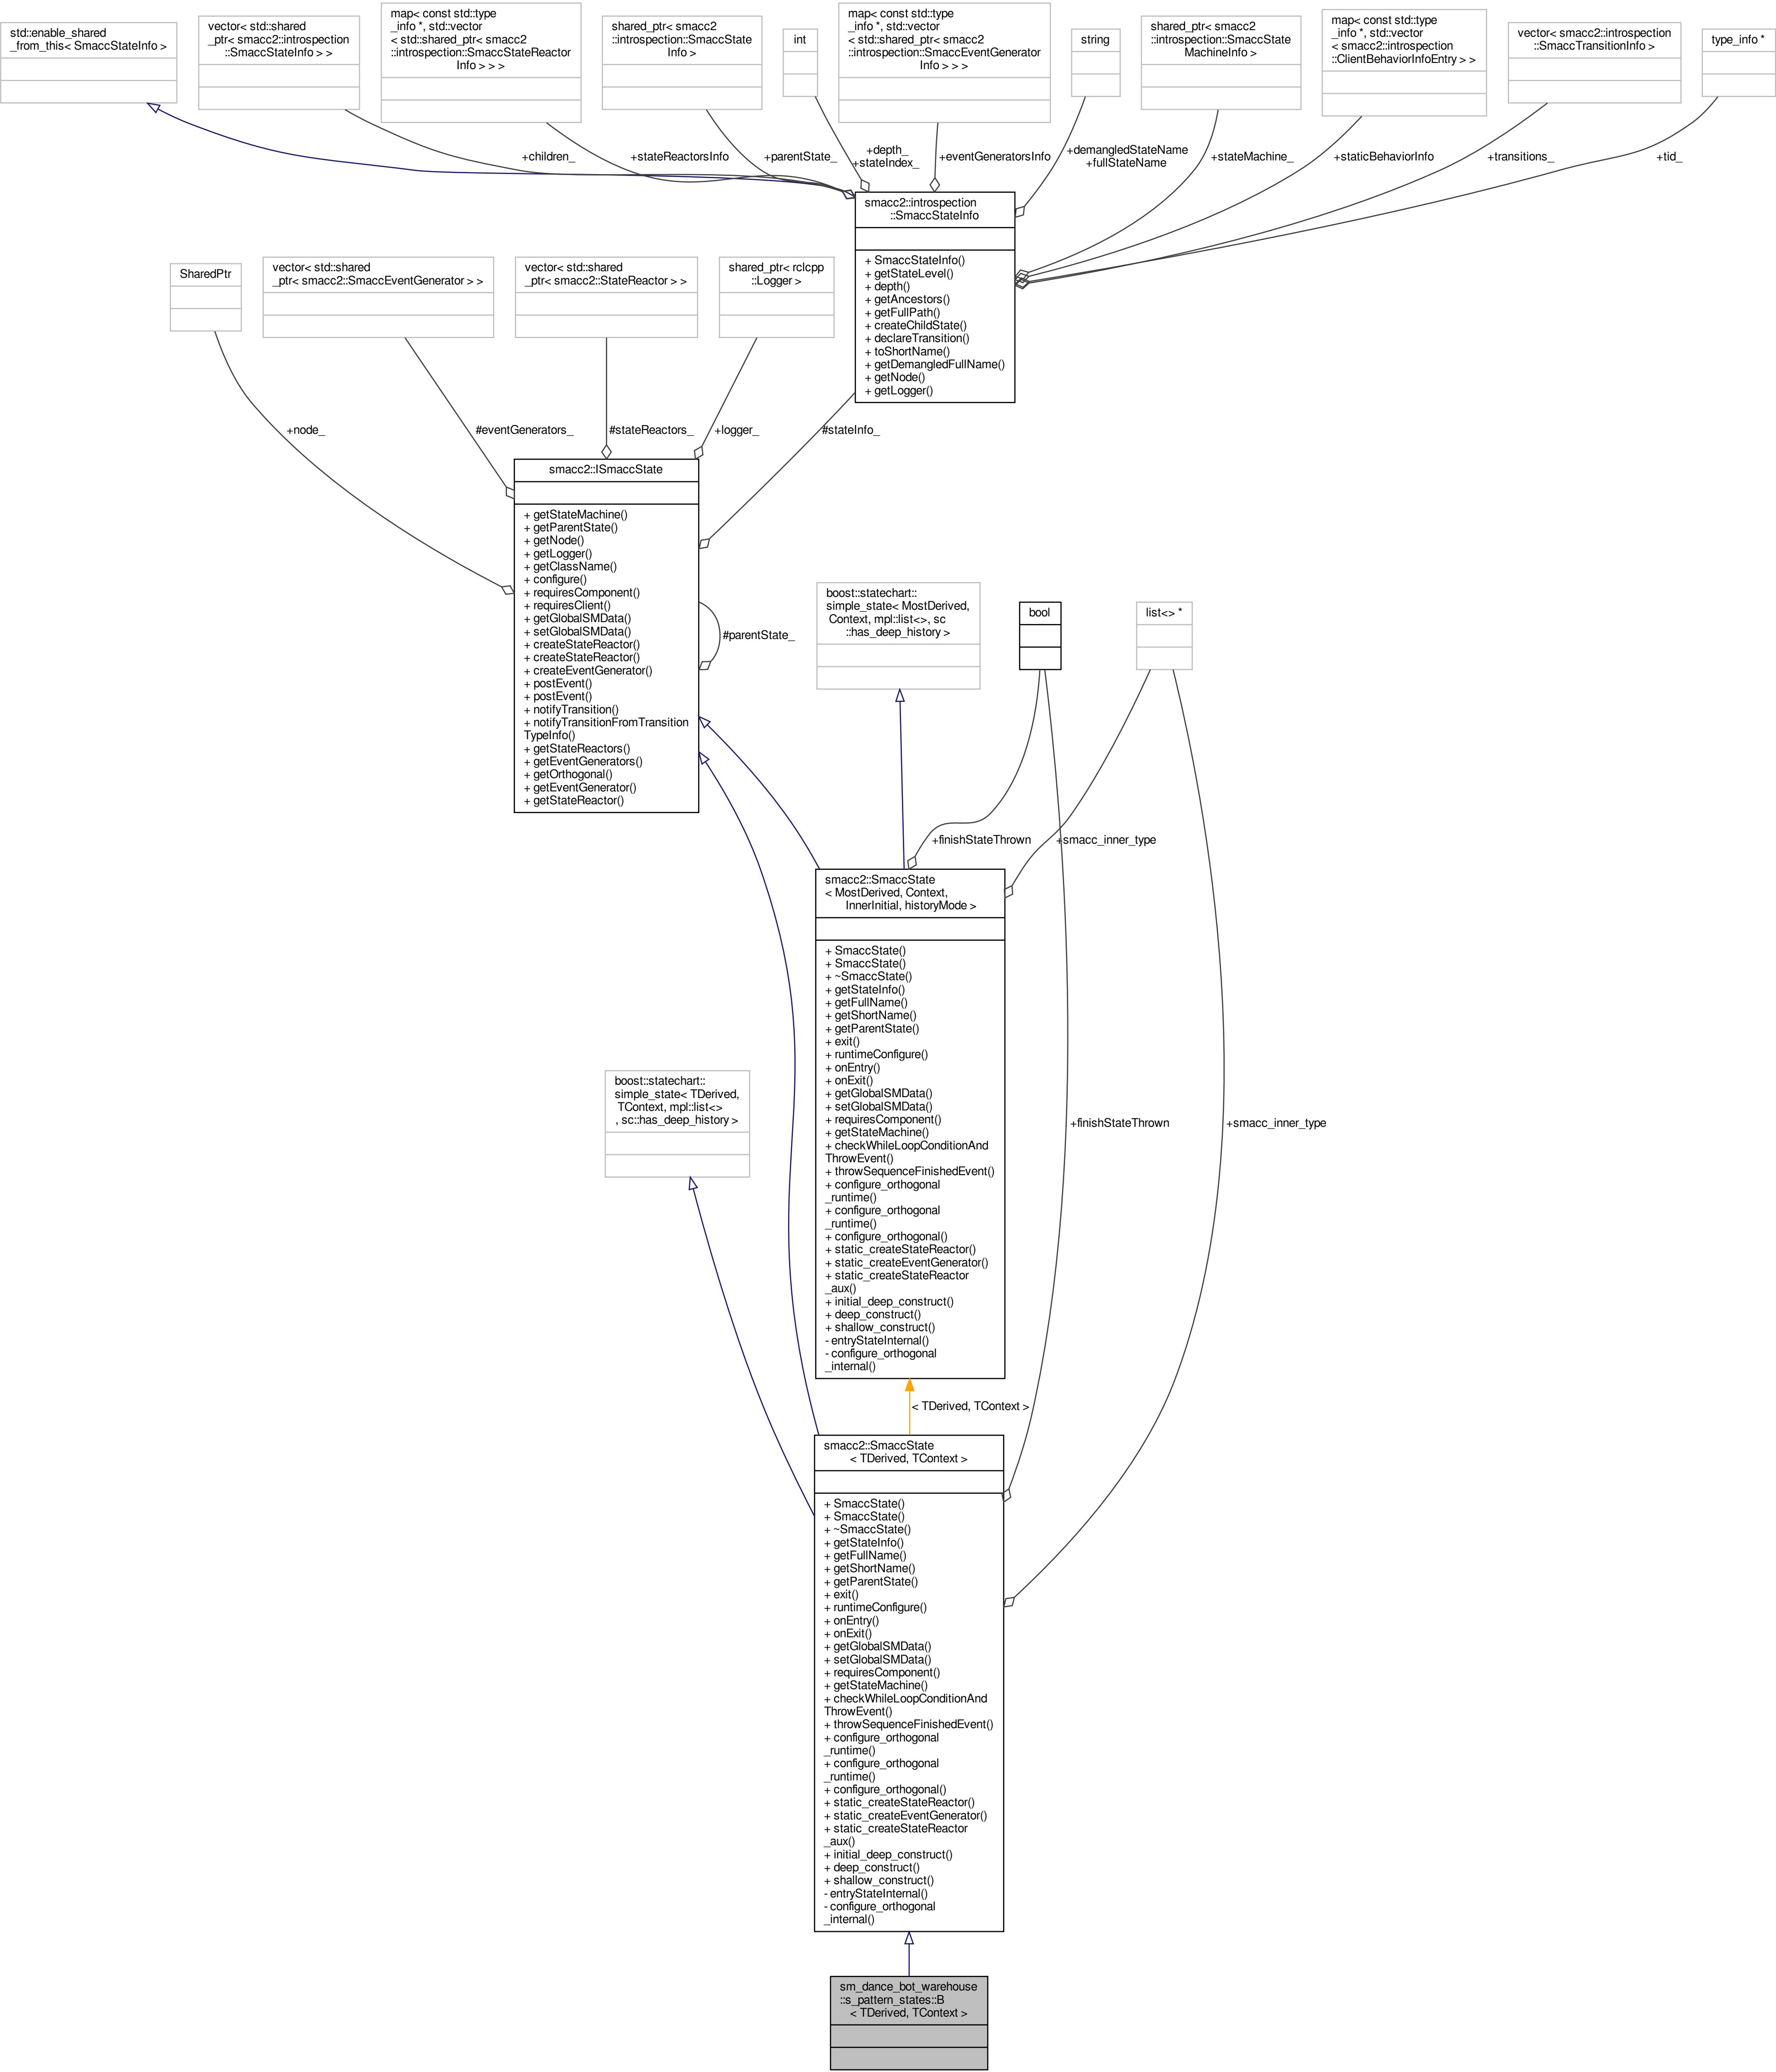 std::enable_shared
_from_this< SmaccStateInfo >
vector< std::shared
_ptr< smacc2::introspection
::SmaccStateInfo > >
map< const std::type
_info *, std::vector
< std::shared_ptr< smacc2
::introspection::SmaccStateReactor
Info > > >
shared_ptr< smacc2
::introspection::SmaccState
Info >
int
map< const std::type
_info *, std::vector
< std::shared_ptr< smacc2
::introspection::SmaccEventGenerator
Info > > >
string
shared_ptr< smacc2
::introspection::SmaccState
MachineInfo >
map< const std::type
_info *, std::vector
< smacc2::introspection
::ClientBehaviorInfoEntry > >
vector< smacc2::introspection
::SmaccTransitionInfo >
type_info *
+children_
+stateReactorsInfo
+parentState_
+depth_
+stateIndex_
+eventGeneratorsInfo
+demangledStateName
+fullStateName
+stateMachine_
+staticBehaviorInfo
+transitions_
+tid_
smacc2::introspection
::SmaccStateInfo
+ SmaccStateInfo()
+ getStateLevel()
+ depth()
+ getAncestors()
+ getFullPath()
+ createChildState()
+ declareTransition()
+ toShortName()
+ getDemangledFullName()
+ getNode()
+ getLogger()
SharedPtr
vector< std::shared
_ptr< smacc2::SmaccEventGenerator > >
vector< std::shared
_ptr< smacc2::StateReactor > >
shared_ptr< rclcpp
::Logger >
+node_
#eventGenerators_
#stateReactors_
+logger_
#stateInfo_
smacc2::ISmaccState
+ getStateMachine()
+ getParentState()
+ getNode()
+ getLogger()
+ getClassName()
+ configure()
+ requiresComponent()
+ requiresClient()
+ getGlobalSMData()
+ setGlobalSMData()
+ createStateReactor()
+ createStateReactor()
+ createEventGenerator()
+ postEvent()
+ postEvent()
+ notifyTransition()
+ notifyTransitionFromTransition
TypeInfo()
+ getStateReactors()
+ getEventGenerators()
+ getOrthogonal()
+ getEventGenerator()
+ getStateReactor()
#parentState_
boost::statechart::
simple_state< MostDerived,
Context, mpl::list<>, sc
::has_deep_history >
bool
list<> *
+finishStateThrown
+smacc_inner_type
smacc2::SmaccState
< MostDerived, Context,
InnerInitial, historyMode >
+ SmaccState()
+ SmaccState()
+ ~SmaccState()
+ getStateInfo()
+ getFullName()
+ getShortName()
+ getParentState()
+ exit()
+ runtimeConfigure()
+ onEntry()
+ onExit()
+ getGlobalSMData()
+ setGlobalSMData()
+ requiresComponent()
+ getStateMachine()
+ checkWhileLoopConditionAnd
ThrowEvent()
+ throwSequenceFinishedEvent()
+ configure_orthogonal
_runtime()
+ configure_orthogonal
_runtime()
+ configure_orthogonal()
+ static_createStateReactor()
+ static_createEventGenerator()
+ static_createStateReactor
_aux()
+ initial_deep_construct()
+ deep_construct()
+ shallow_construct()
- entryStateInternal()
- configure_orthogonal
_internal()
boost::statechart::
simple_state< TDerived,
TContext, mpl::list<>
, sc::has_deep_history >
+finishStateThrown
+smacc_inner_type
< TDerived, TContext >
smacc2::SmaccState
< TDerived, TContext >
+ SmaccState()
+ SmaccState()
+ ~SmaccState()
+ getStateInfo()
+ getFullName()
+ getShortName()
+ getParentState()
+ exit()
+ runtimeConfigure()
+ onEntry()
+ onExit()
+ getGlobalSMData()
+ setGlobalSMData()
+ requiresComponent()
+ getStateMachine()
+ checkWhileLoopConditionAnd
ThrowEvent()
+ throwSequenceFinishedEvent()
+ configure_orthogonal
_runtime()
+ configure_orthogonal
_runtime()
+ configure_orthogonal()
+ static_createStateReactor()
+ static_createEventGenerator()
+ static_createStateReactor
_aux()
+ initial_deep_construct()
+ deep_construct()
+ shallow_construct()
- entryStateInternal()
- configure_orthogonal
_internal()
sm_dance_bot_warehouse
::s_pattern_states::B
< TDerived, TContext >